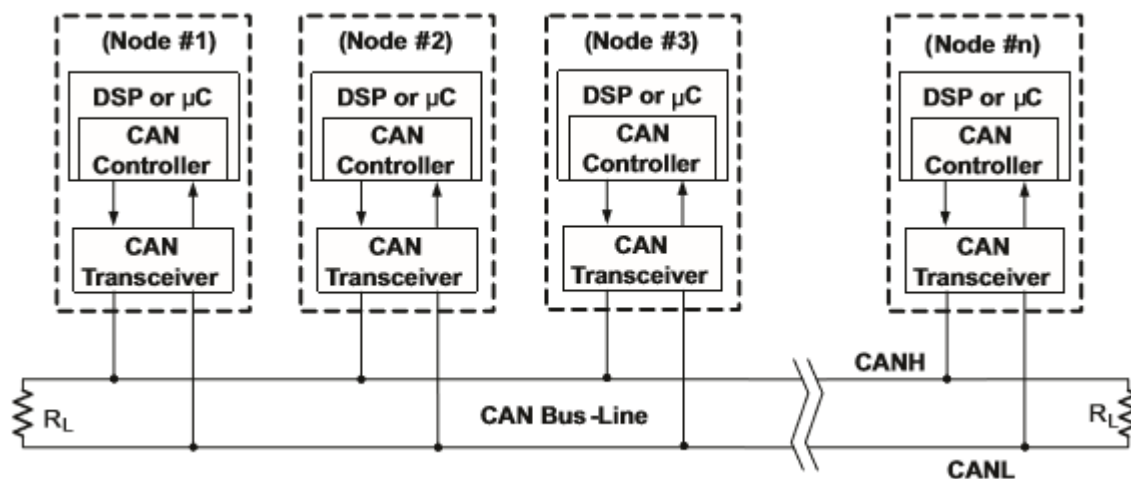 (Node #1)
(Node #2)
(Node #3)
(Node #n)
DSP or µC
DSP or µC
DSP or µC
DSP or µC
CAN
Controller
CAN
Controller
CAN
Controller
CAN
Controller
CAN
Transceiver
CAN
Transceiver
CAN
Transceiver
CAN
Transceiver
CANH
RL
CAN Bus-Line
RL
CANL